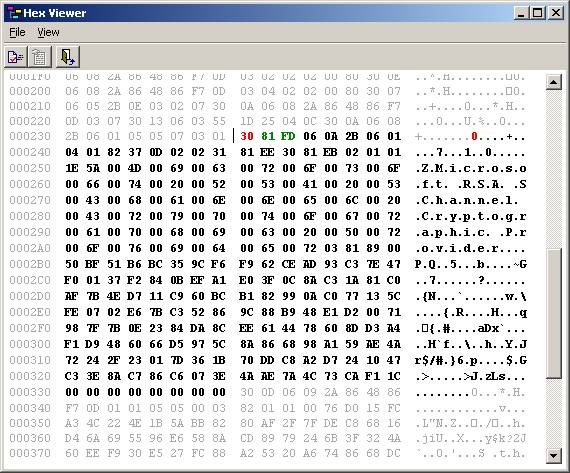 Hex Viewer
File View
0001F0 06 08 2A 86 48 86 F7 0D 03 02 02 02 00 80 30 0E ..*.H........□0.
000200 06 08 2A 86 48 86 F7 0D 03 04 02 02 00 80 30 07
000210 06 05 2B 0E 03 02 07 30 0A 06 08 2A 86 48 86 F7 ..+....0...*.H..
000220 0D 03 07 30 13 06 03 55 1D 25 04 0C 30 0A 06 08 ...0...U.%..0...
000230 2B 06 01 05 05 07 03 01 30 81 FD 06 0A 2B 06 01 +.......0....+..
000240 04 01 82 37 0D 02 02 31 81 EE 30 81 EB 02 01 01 ...7...1..0.....
000250 1E 5A 00 4D 00 69 00 63 00 72 00 6F 00 73 00 6F .Z.M.i.c.r.o.s.o
000260 00 66 00 74 00 20 00 52 00 53 00 41 00 20 00 53 .f.t. .R.S.A. .S
000270 00 43 00 68 00 61 00 6E 00 6E 00 65 00 6C 00 20 .C.h.a.n.n.e.l.
000280 00 43 00 72 00 79 00 70 00 74 00 6F 00 67 00 72 .C.r.y.p.t.o.g.r
000290 00 61 00 70 00 68 00 69 00 63 00 20 00 50 00 72 .a.p.h.i.c. .P.r
0002A0 00 6F 00 76 00 69 00 64 00 65 00 72 03 81 89 00 .o.v.i.d.e.r....
0002B0 50 BF 51 B6 BC 35 9C F6 F9 62 CE AD 93 C3 7E 47 P.Q..5...b....~G
0002C0 F0 01 37 F2 84 0B EF A1 E0 3F 0C 8A C3 1A 81 C0 ..7......?......
0002D0 AF 7B 4E D7 11 C9 60 BC B1 82 99 0A C0 77 13 5C .{N...`......w.\
0002E0 FE 07 02 E6 7B C3 52 86 9C 88 B9 48 E1 D2 00 71 ....{.R....H...q
0002F0 98 7F 7B 0E 23 84 DA 8C EE 61 44 78 60 8D D3 A4 .□{.#....aDx`...
000300 F1 D9 48 60 66 D5 97 5C 8A 86 68 98 A1 59 AE 4A ..H`f..\..h..Y.J
000310 72 24 2F 23 01 7D 36 1B 70 DD C8 A2 D7 24 10 47 r$/#.}6.p....$.G
000320 C3 3E 8A C7 86 C6 07 3E 4A AE 7A 4C 73 CA F1 1C .>.....>J.zLs...
000330 00 00 00 00 00 00 00 00 30 0D 06 09 2A 86 48 86 ........0...*.H.
000340 F7 0D 01 01 05 05 00 03 82 01 01 00 76 D0 15 FC ............v...
000350 A3 4C 22 4E 1B 5A BB 82 80 AF 2F 7F DE C8 68 16 .L"N.Z..../□..h.
000360 D4 6A 69 55 96 E6 58 8A CD 89 79 24 6B 3F 32 4A .jiU..X...y$k?2J
000370 60 EE F9 30 E5 27 FC 88 A2 53 20 A6 74 86 68 DC `..0.'...S .t.h.